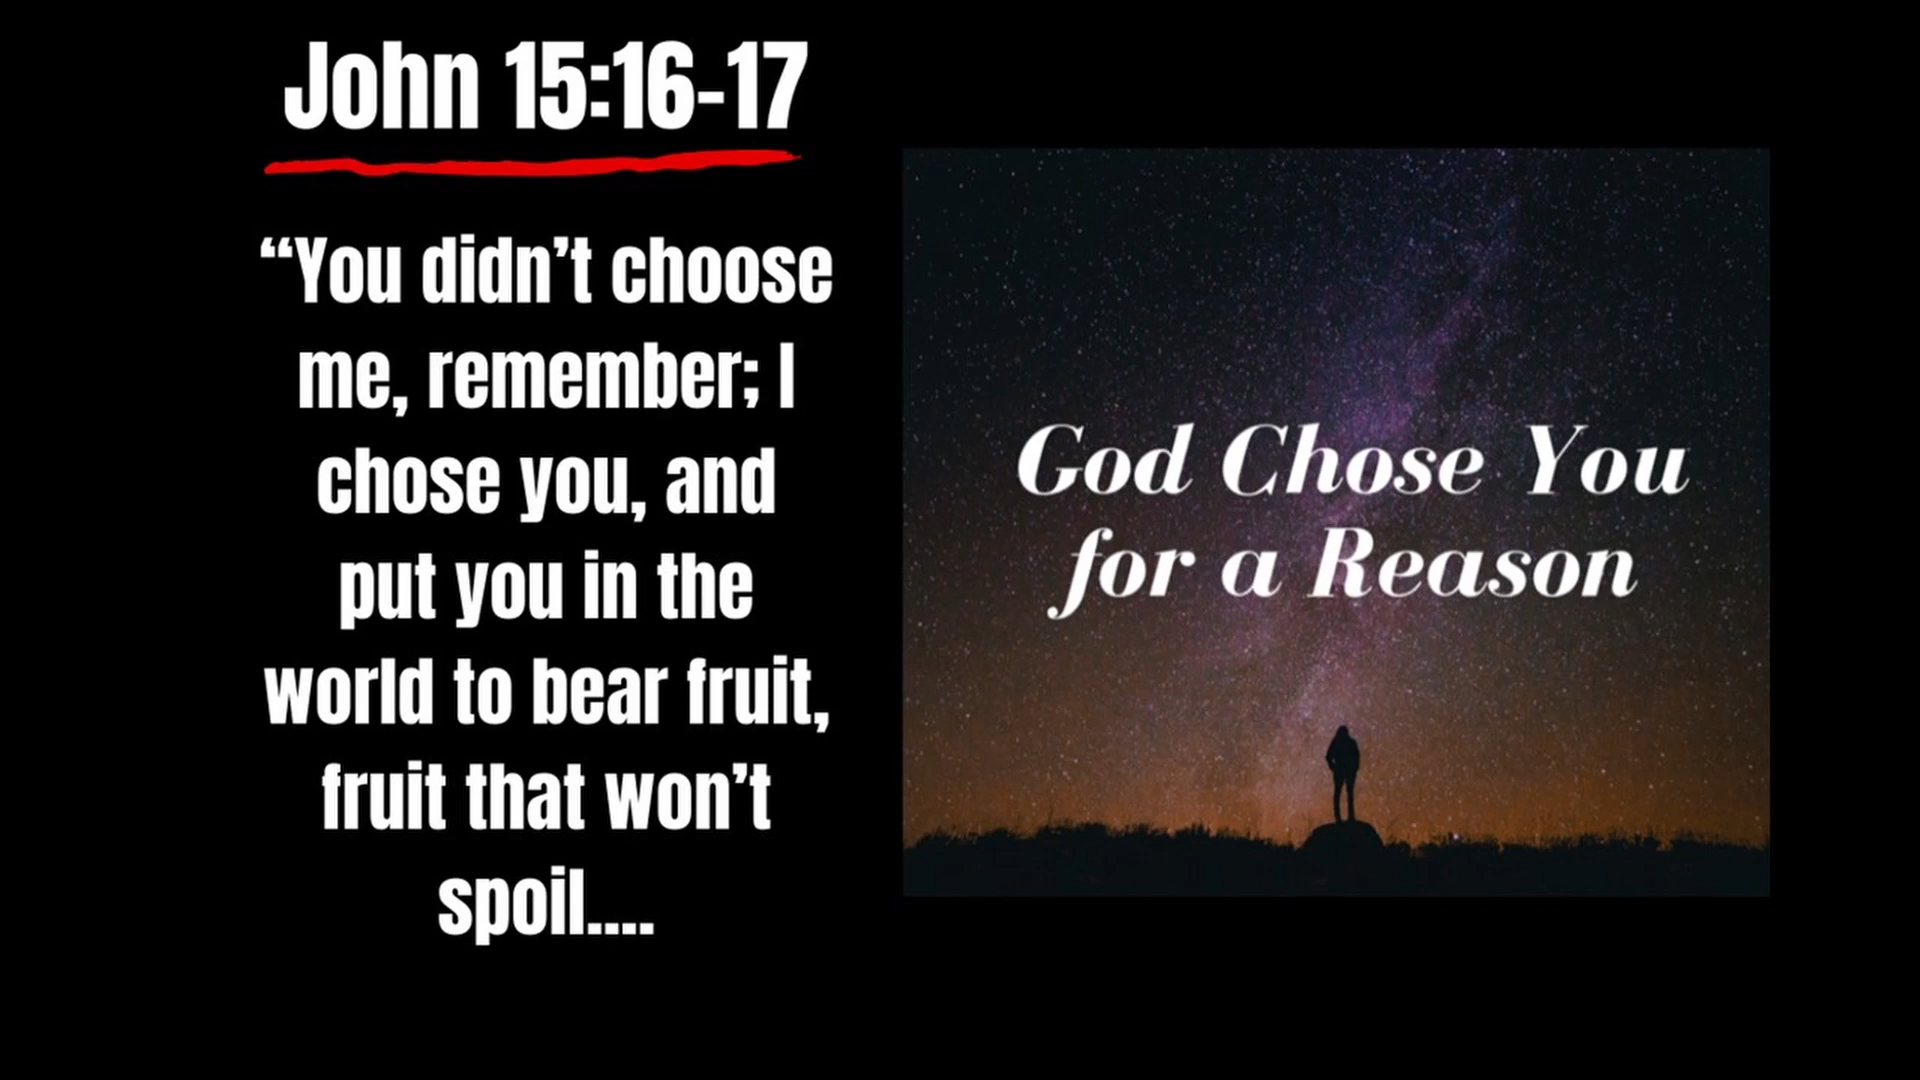 John 15:16-17
“You didn’t choose
me, remember; I
chose you, and
put you in the
world to bear fruit,
fruit that won’t
spoil....
God Chose You
for a Reason